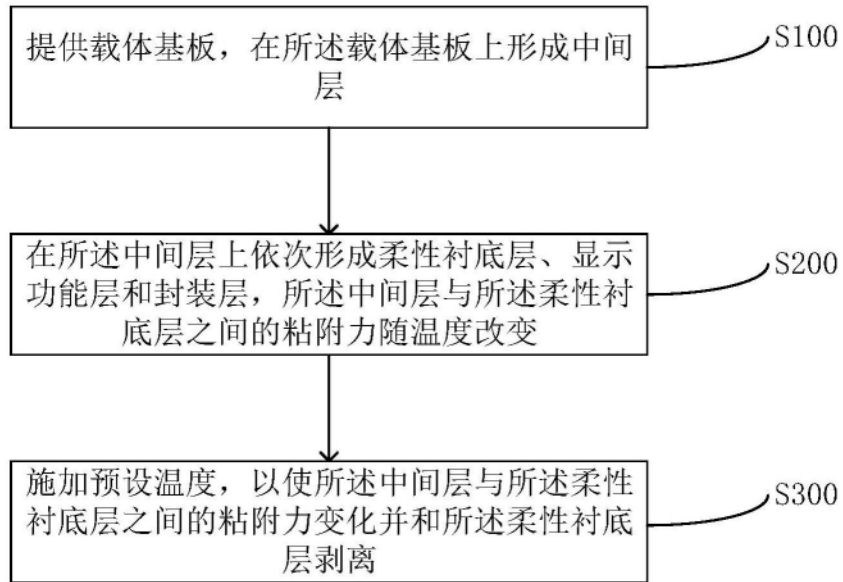 提供载体基板，在所述载体基板上形成中间
层
S100
在所述中间层上依次形成柔性衬底层、显示
功能层和封装层，所述中间层与所述柔性衬
底层之间的粘附力随温度改变
S200
施加预设温度，以使所述中间层与所述柔性
衬底层之间的粘附力变化并和所述柔性衬底
层剥离
S300